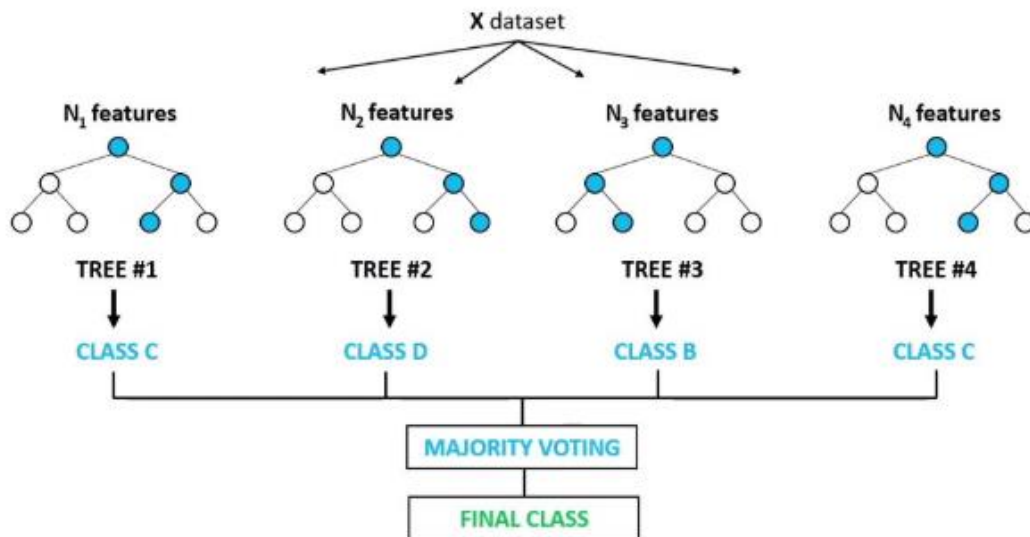 X dataset
N₁ features N₂ features N₃ features N₄ features
TREE #1 TREE #2 TREE #3 TREE #4
CLASS C CLASS D CLASS B CLASS C
MAJORITY VOTING
FINAL CLASS